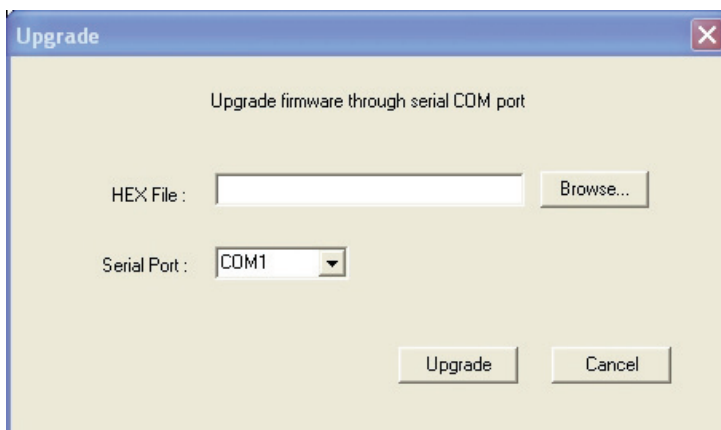 Upgrade
Upgrade firmware through serial COM port
HEX File :
Browse...
Serial Port :
COM1
Upgrade
Cancel